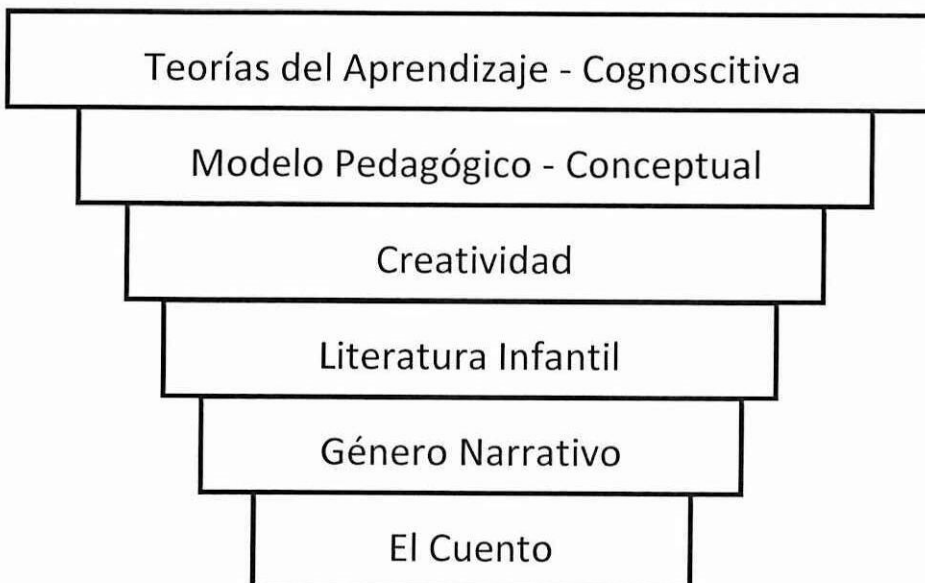 Teorías del Aprendizaje - Cognoscitiva
Modelo Pedagógico - Conceptual
Creatividad
Literatura Infantil
Género Narrativo
El Cuento